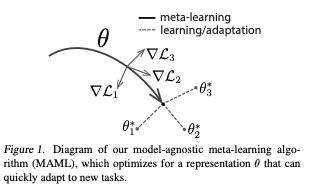 meta-learning
learning/adaptation
θ
∇ℒ₃
∇ℒ₂
∇ℒ₁
θ₃*
θ₁*
θ₂*
Figure 1. Diagram of our model-agnostic meta-learning algo-
rithm (MAML), which optimizes for a representation θ that can
quickly adapt to new tasks.